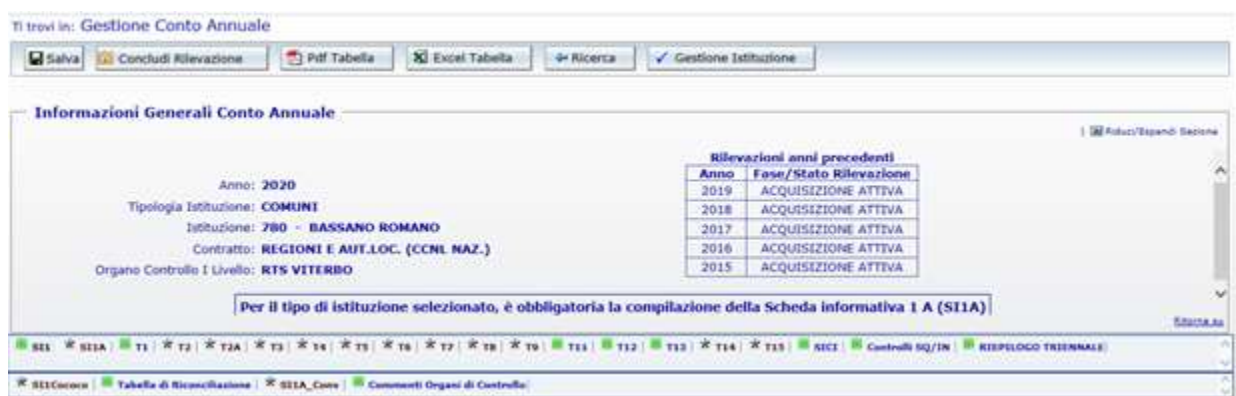 Ti trovi in: Gestione Conto Annuale
Salva Concludi Rilevazione Pdf Tabella Excel Tabella Ricerca Gestione Istituzione
Informazioni Generali Conto Annuale
| Riduci/Espandi Sezione
Rilevazioni anni precedenti
Anno Fase/Stato Rilevazione
2019 ACQUISIZIONE ATTIVA
2018 ACQUISIZIONE ATTIVA
2017 ACQUISIZIONE ATTIVA
2016 ACQUISIZIONE ATTIVA
2015 ACQUISIZIONE ATTIVA
Anno: 2020
Tipologia Istituzione: COMUNI
Istituzione: 780 - BASSANO ROMANO
Contratto: REGIONI E AUT.LOC. (CCNL NAZ.)
Organo Controllo I Livello: RTS VITERBO
Per il tipo di istituzione selezionato, è obbligatoria la compilazione della Scheda informativa 1 A (SI1A)
Ritorna su
SI1 | SI1A | T1 | T2 | T2A | T3 | T4 | T5 | T6 | T7 | T8 | T9 | T11 | T12 | T13 | T14 | T15 | SICI | Controlli SQ/IN | RIEPILOGO TRIENNALE|
SI1Cococo | Tabella di Riconciliazione | SI1A_Conv | Commenti Organi di Controllo|